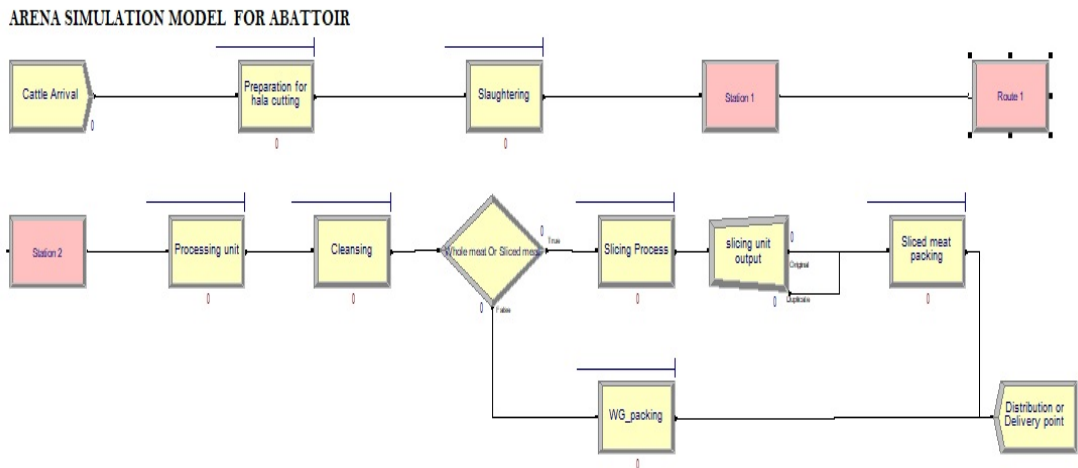 ARENA SIMULATION MODEL FOR ABATTOIR
Cattle Arrival
0
Preparation for
hala cutting
0
Slaughtering
0
Station 1
Route 1
Station 2
Processing unit
0
Cleansing
0
Whole meat Or Sliced meat
0
True
0
False
Slicing Process
0
slicing unit
output
0
Original
0
Duplicate
Sliced meat
packing
0
WG_packing
0
Distribution or
Delivery point